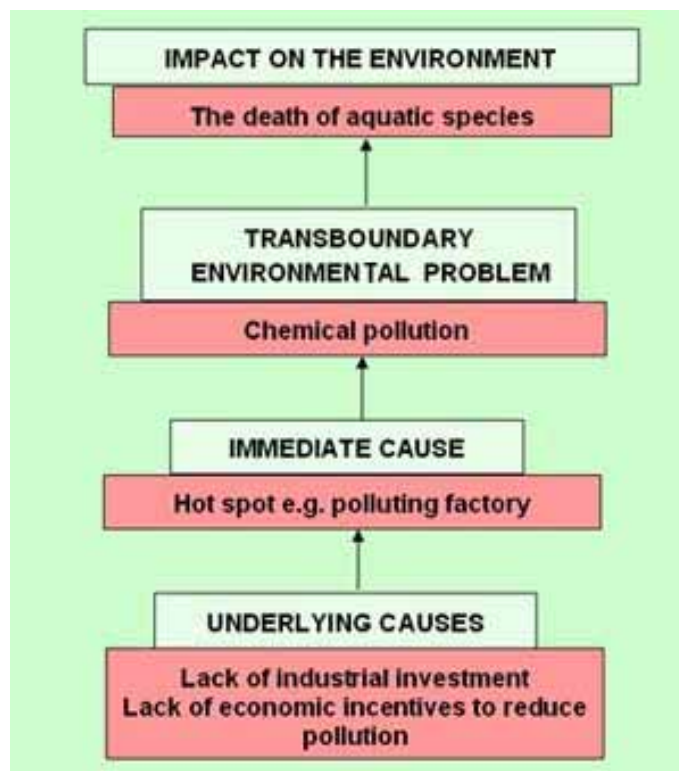 IMPACT ON THE ENVIRONMENT
The death of aquatic species
TRANSBOUNDARY
ENVIRONMENTAL PROBLEM
Chemical pollution
IMMEDIATE CAUSE
Hot spot e.g. polluting factory
UNDERLYING CAUSES
Lack of industrial investment
Lack of economic incentives to reduce
pollution